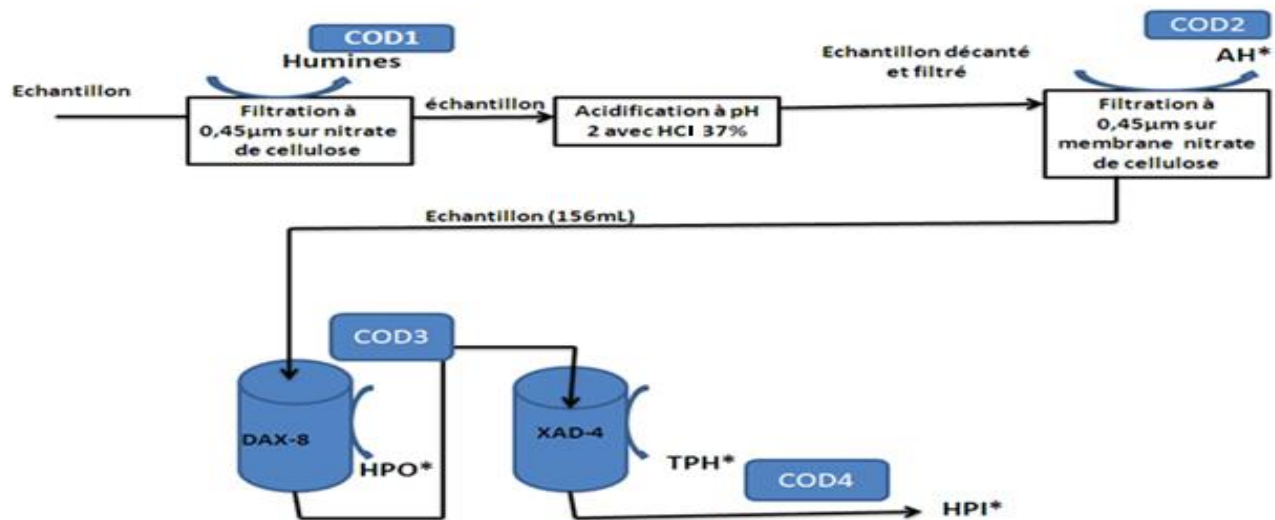 COD1
Humines
Echantillon
Filtration à
0,45µm sur nitrate
de cellulose
échantillon
Acidification à pH
2 avec HCl 37%
Echantillon décanté
et filtré
COD2
AH*
Filtration à
0,45µm sur
membrane nitrate
de cellulose
Echantillon (156mL)
COD3
DAX-8
HPO*
XAD-4
TPH*
COD4
HPI*